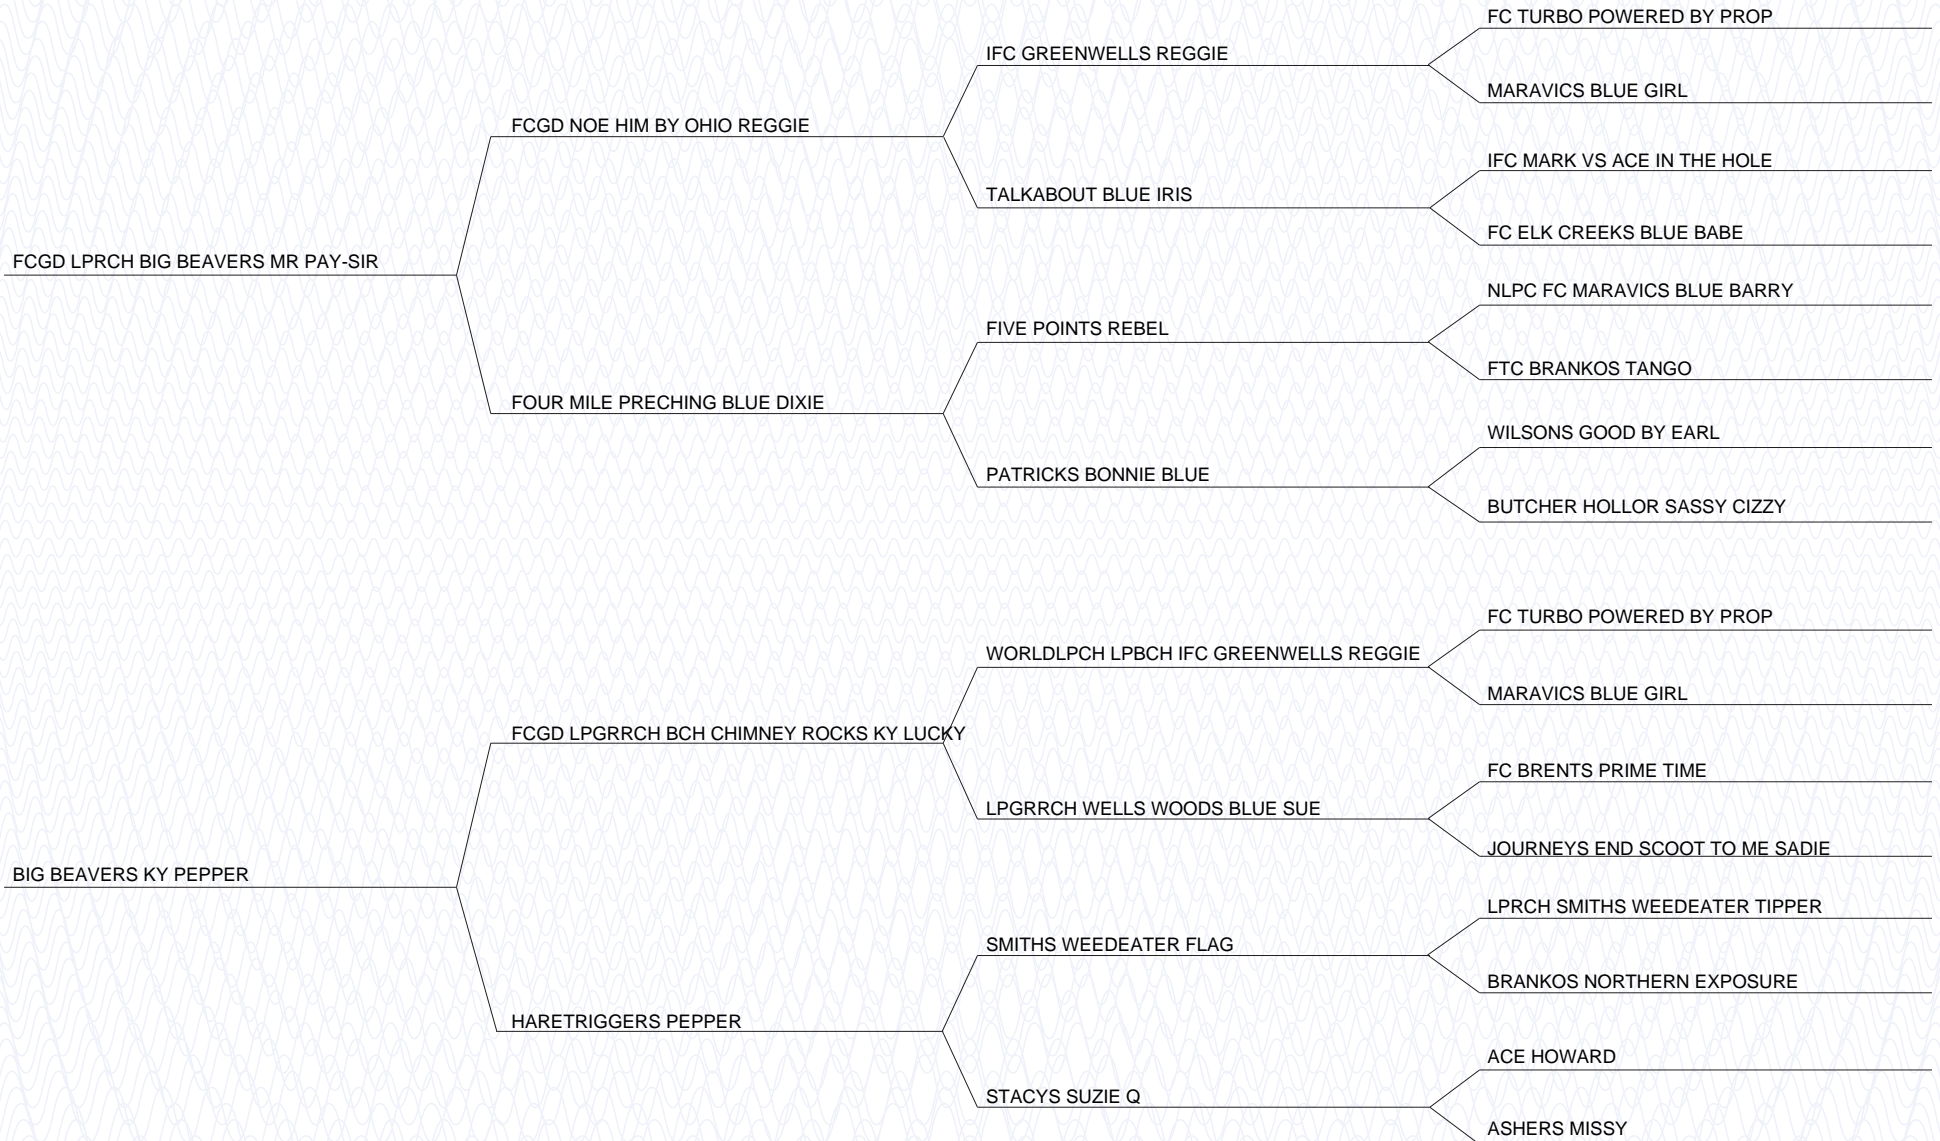 FC TURBO POWERED BY PROP
IFC GREENWELLS REGGIE
MARAVICS BLUE GIRL
FCGD NOE HIM BY OHIO REGGIE
IFC MARK VS ACE IN THE HOLE
TALKABOUT BLUE IRIS
FC ELK CREEKS BLUE BABE
FCGD LPRCH BIG BEAVERS MR PAY-SIR
NLPC FC MARAVICS BLUE BARRY
FIVE POINTS REBEL
FTC BRANKOS TANGO
FOUR MILE PRECHING BLUE DIXIE
WILSONS GOOD BY EARL
PATRICKS BONNIE BLUE
BUTCHER HOLLOR SASSY CIZZY
FC TURBO POWERED BY PROP
WORLDLPCH LPBCH IFC GREENWELLS REGGIE
MARAVICS BLUE GIRL
FCGD LPGRRCH BCH CHIMNEY ROCKS KY LUCKY
FC BRENTS PRIME TIME
LPGRRCH WELLS WOODS BLUE SUE
JOURNEYS END SCOOT TO ME SADIE
BIG BEAVERS KY PEPPER
LPRCH SMITHS WEEDEATER TIPPER
SMITHS WEEDEATER FLAG
BRANKOS NORTHERN EXPOSURE
HARETRIGGERS PEPPER
ACE HOWARD
STACYS SUZIE Q
ASHERS MISSY